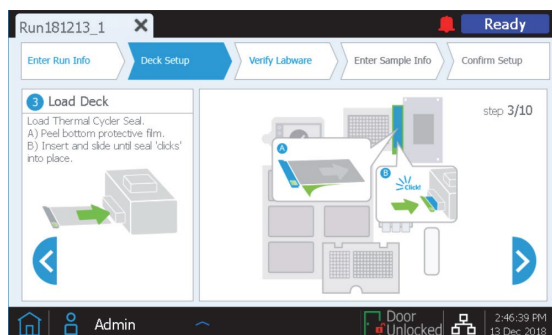 Run181213_1
Ready
Enter Run Info
Deck Setup
Verify Labware
Enter Sample Info
Confirm Setup
3 Load Deck
Load Thermal Cycler Seal.
A) Peel bottom protective film.
B) Insert and slide until seal 'clicks'
into place.
step 3/10
A
B
Click!
Admin
Door
Unlocked
2:46:39 PM
13 Dec 2018